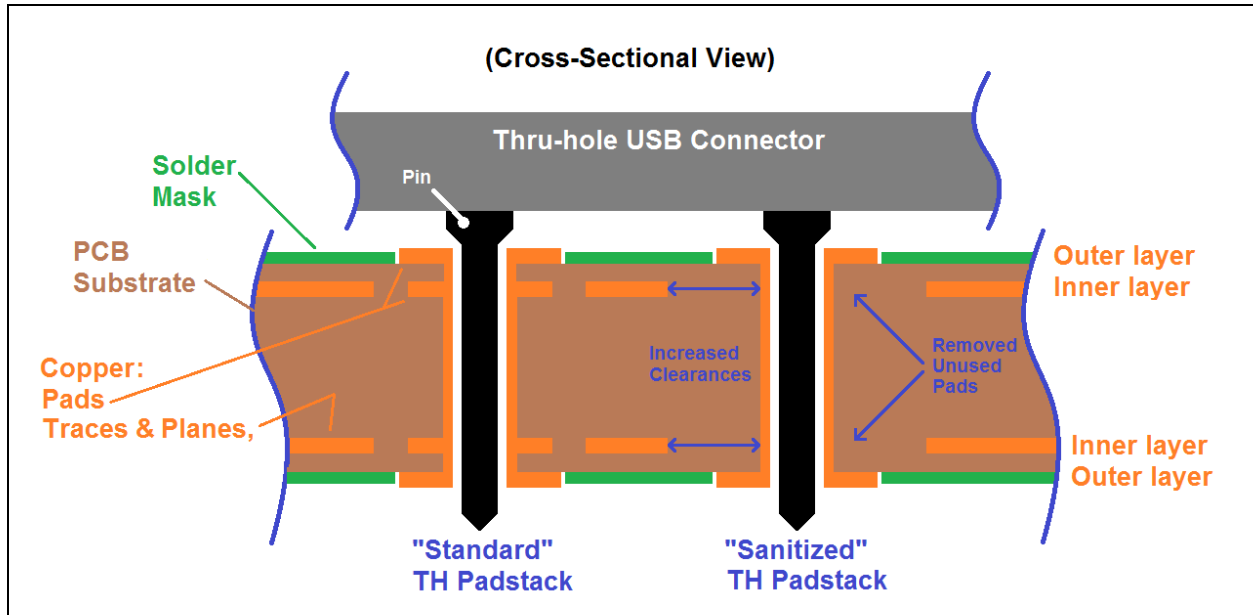 (Cross-Sectional View)
Thru-hole USB Connector
Pin
Solder
Mask
PCB
Substrate
Outer layer
Inner layer
Increased
Clearances
Removed
Unused
Pads
Copper:
Pads
Traces & Planes,
Inner layer
Outer layer
"Standard"
TH Padstack
"Sanitized"
TH Padstack